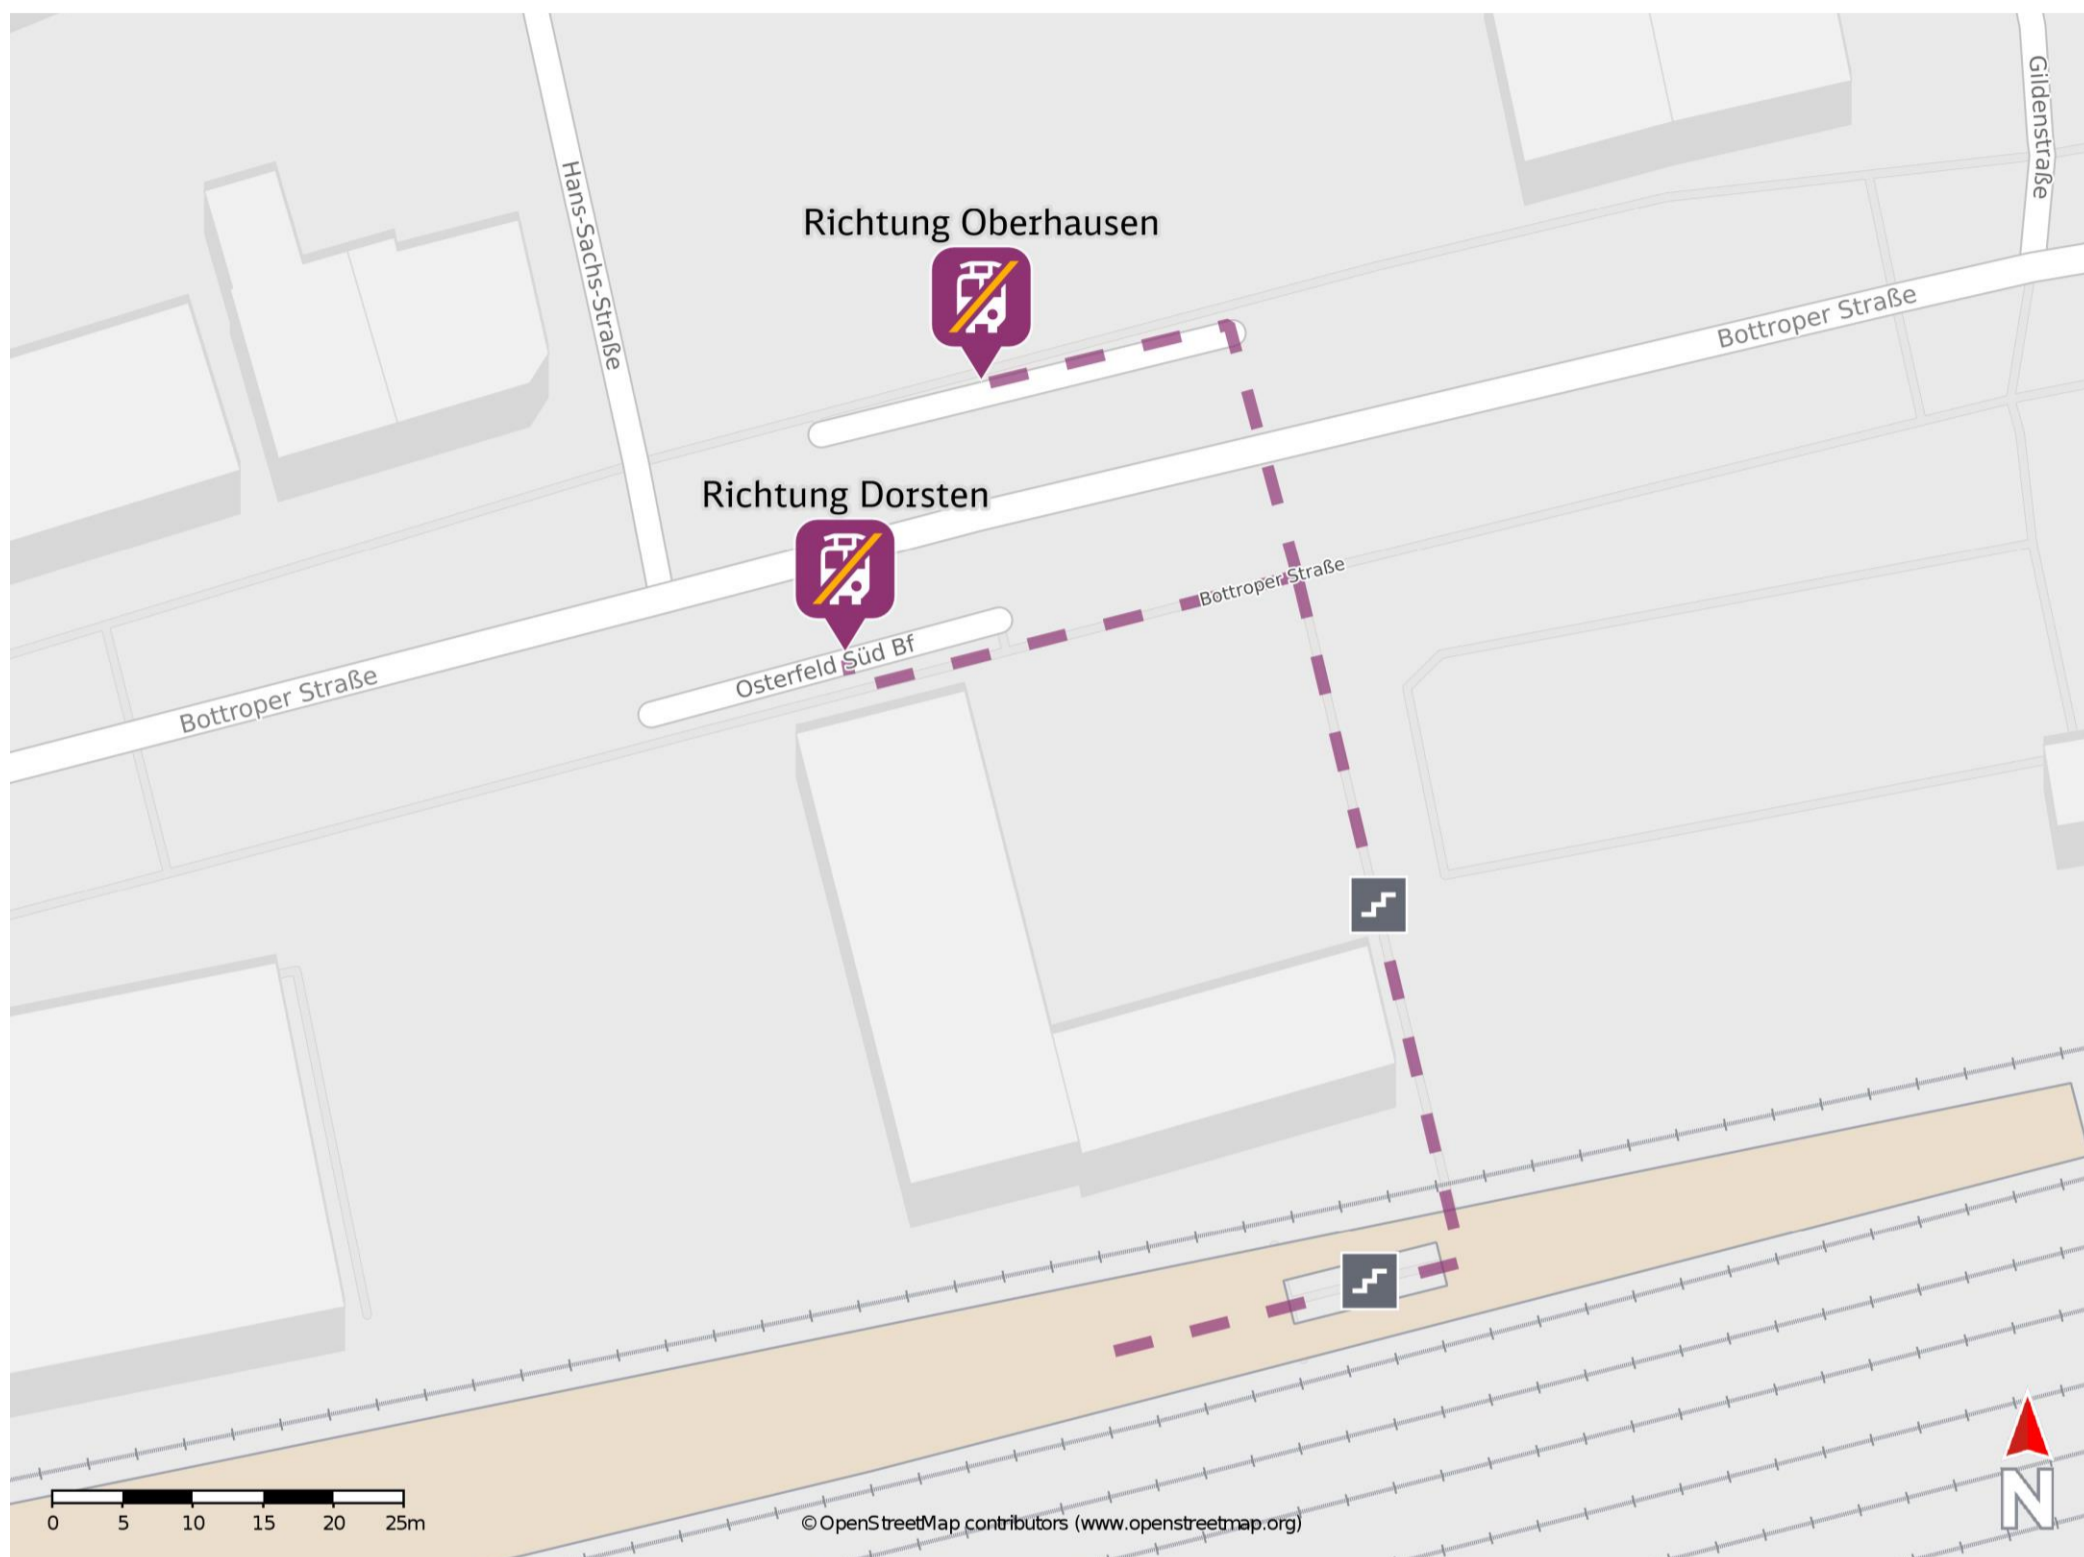 Gildenstraße
Hans-Sachs-Straße
Richtung Oberhausen
Bottroper Straße
Richtung Dorsten
Bottroper Straße
Osterfeld Süd Bf
Bottroper Straße
0 5 10 15 20 25m
©OpenStreetMap contributors (www.openstreetmap.org)
N